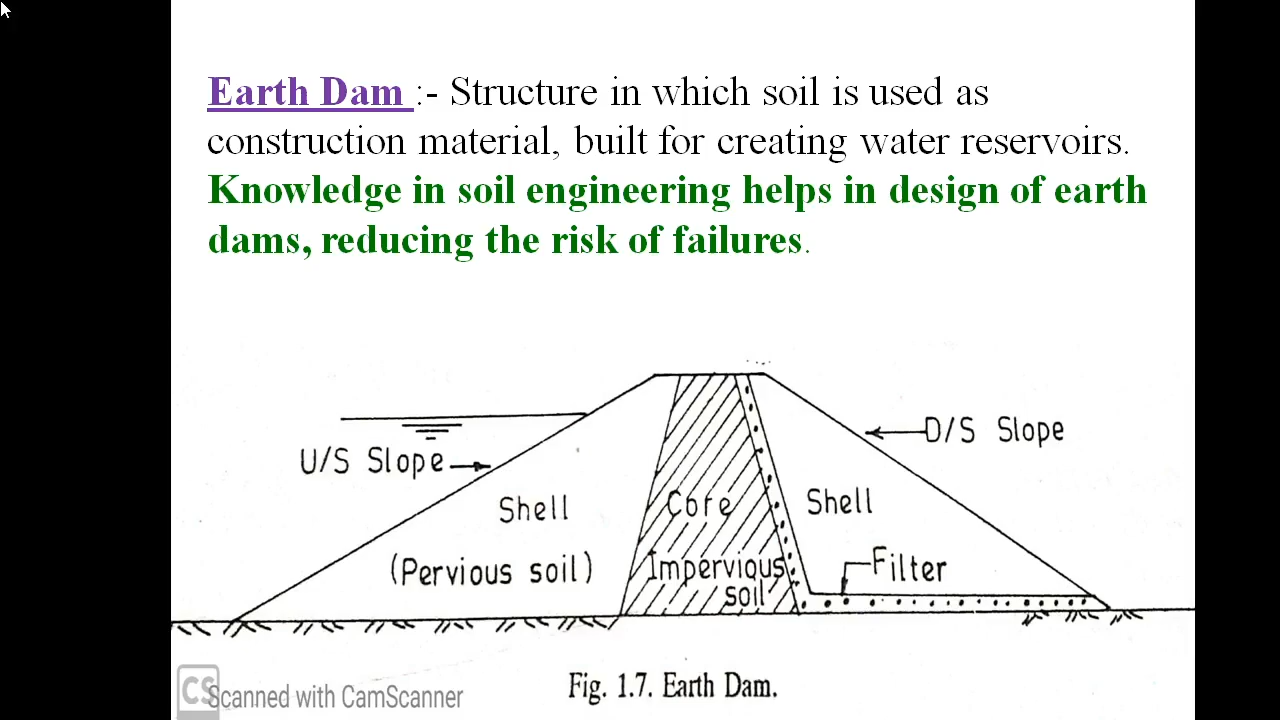 Earth Dam :- Structure in which soil is used as
construction material, built for creating water reservoirs.
Knowledge in soil engineering helps in design of earth
dams, reducing the risk of failures.
D/S Slope
U/S Slope
Shell
Core
Shell
(Pervious soil)
Impervious
soil
Filter
Fig. 1.7. Earth Dam.
CS Scanned with CamScanner